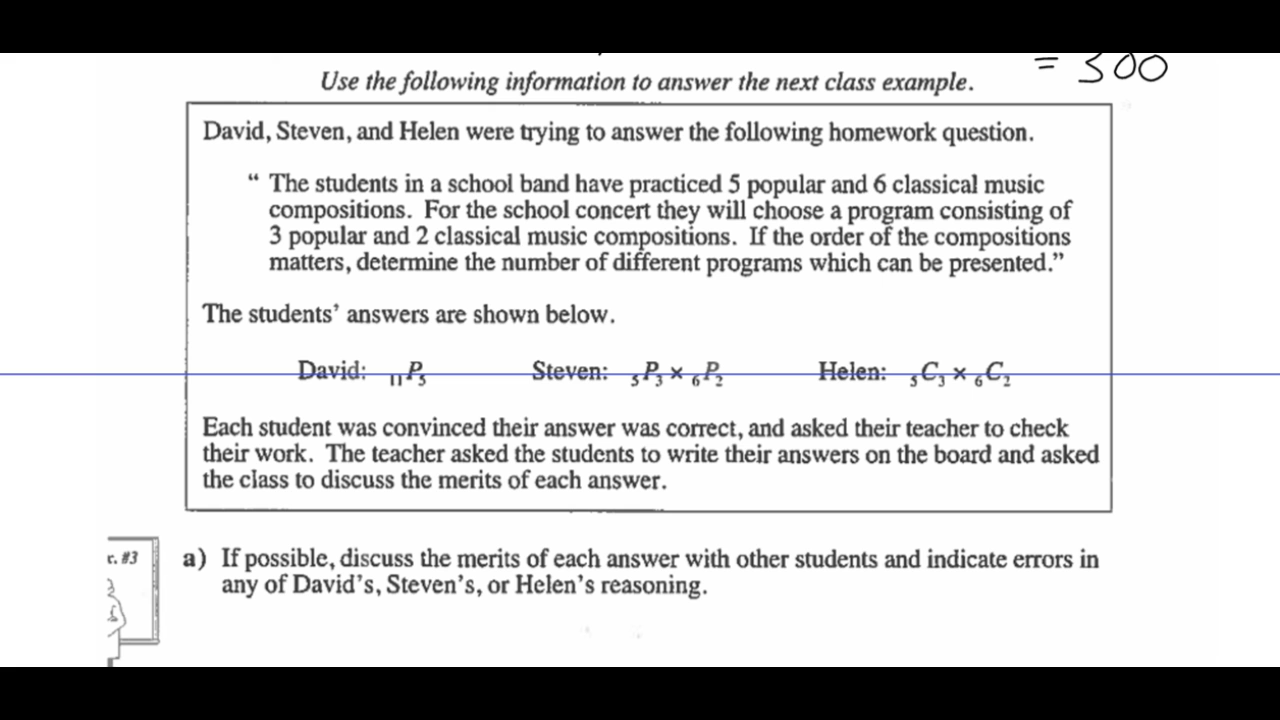 = 300
Use the following information to answer the next class example.
David, Steven, and Helen were trying to answer the following homework question.
“ The students in a school band have practiced 5 popular and 6 classical music
compositions. For the school concert they will choose a program consisting of
3 popular and 2 classical music compositions. If the order of the compositions
matters, determine the number of different programs which can be presented.”
The students’ answers are shown below.
David: ₁₁P₅ Steven: ₅P₃ × ₆P₂ Helen: ₅C₃ × ₆C₂
Each student was convinced their answer was correct, and asked their teacher to check
their work. The teacher asked the students to write their answers on the board and asked
the class to discuss the merits of each answer.
r. #3
a) If possible, discuss the merits of each answer with other students and indicate errors in
any of David’s, Steven’s, or Helen’s reasoning.